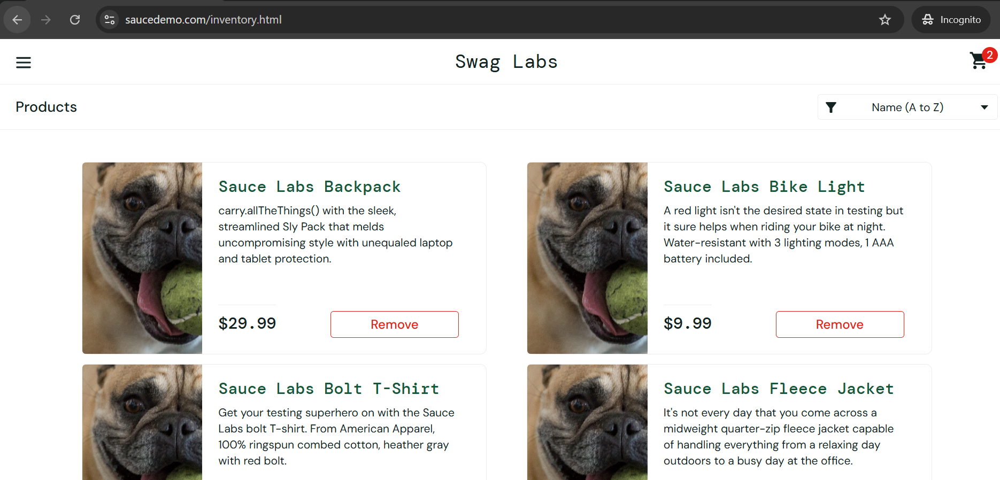 saucedemo.com/inventory.html
Incognito
Swag Labs
2
Products
Name (A to Z)
Sauce Labs Backpack
carry.allTheThings() with the sleek,
streamlined Sly Pack that melds
uncompromising style with unequaled laptop
and tablet protection.
$29.99
Remove
Sauce Labs Bike Light
A red light isn't the desired state in testing but
it sure helps when riding your bike at night.
Water-resistant with 3 lighting modes, 1 AAA
battery included.
$9.99
Remove
Sauce Labs Bolt T-Shirt
Get your testing superhero on with the Sauce
Labs bolt T-shirt. From American Apparel,
100% ringspun combed cotton, heather gray
with red bolt.
Sauce Labs Fleece Jacket
It's not every day that you come across a
midweight quarter-zip fleece jacket capable
of handling everything from a relaxing day
outdoors to a busy day at the office.